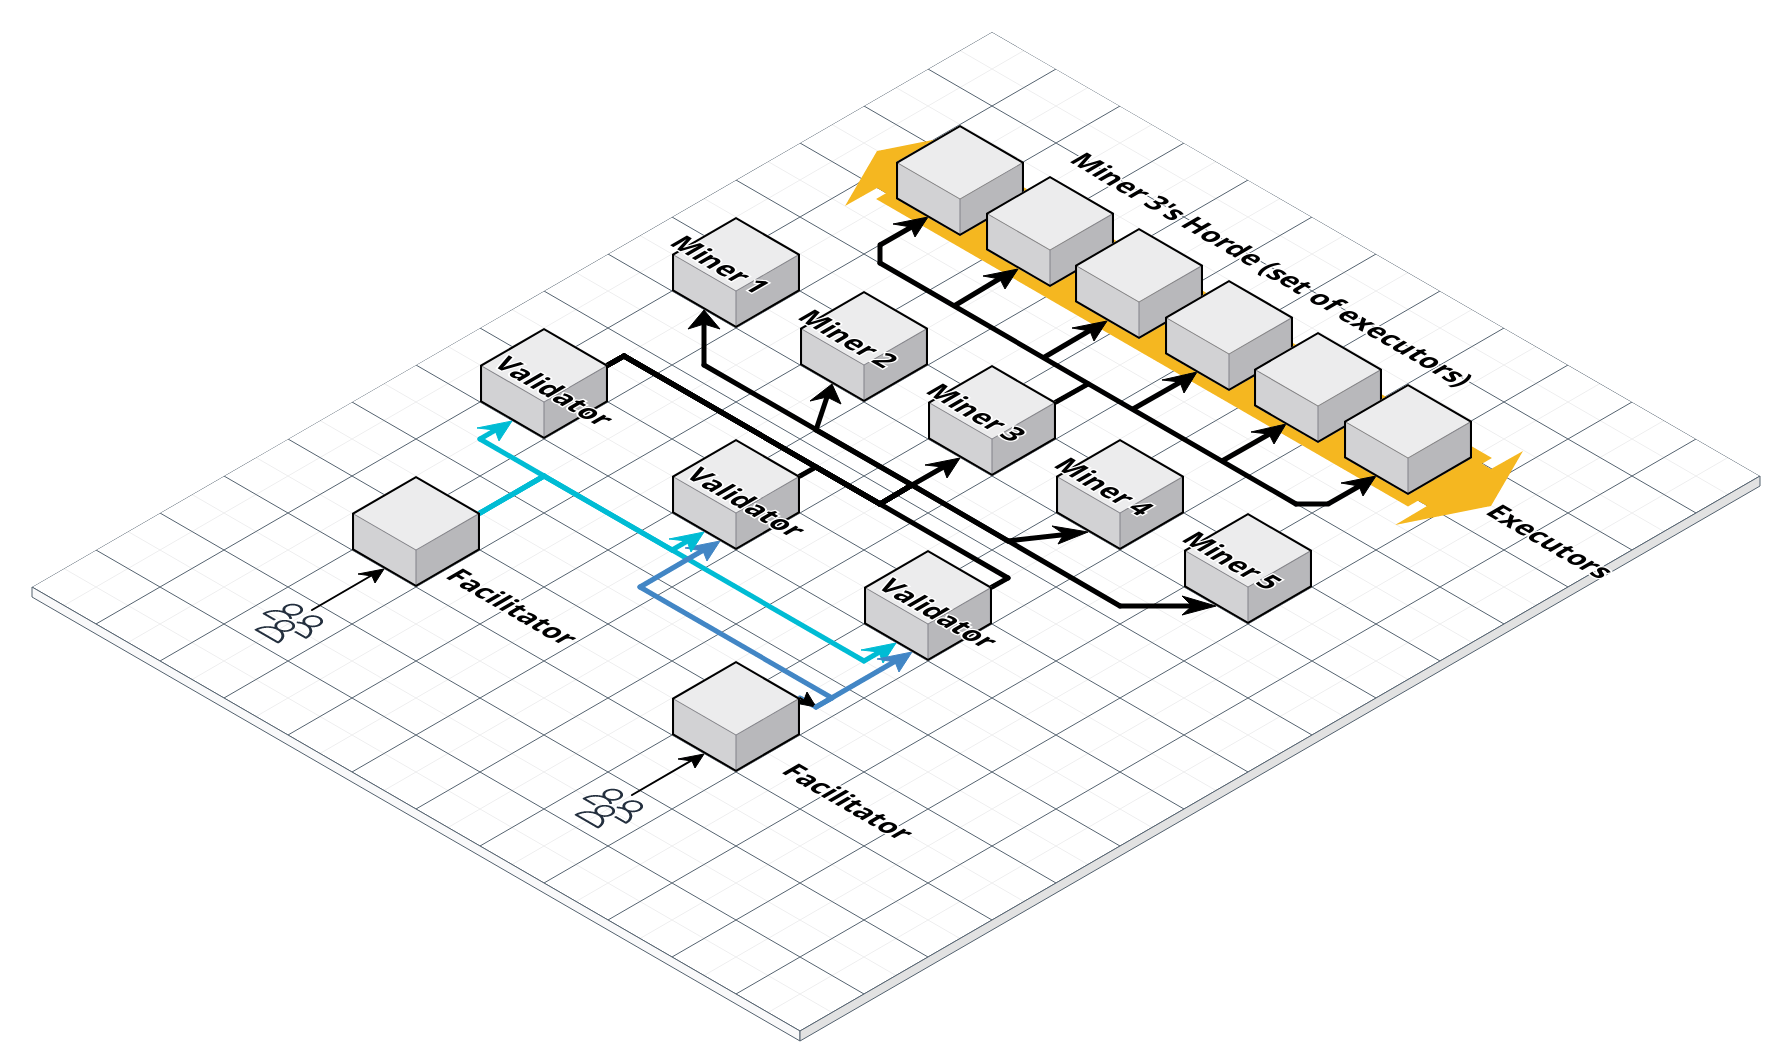 Miner 3's Horde (set of executors)
Miner 1
Miner 2
Validator
Miner 3
Validator
Miner 4
Executors
Miner 5
Facilitator
Validator
Facilitator